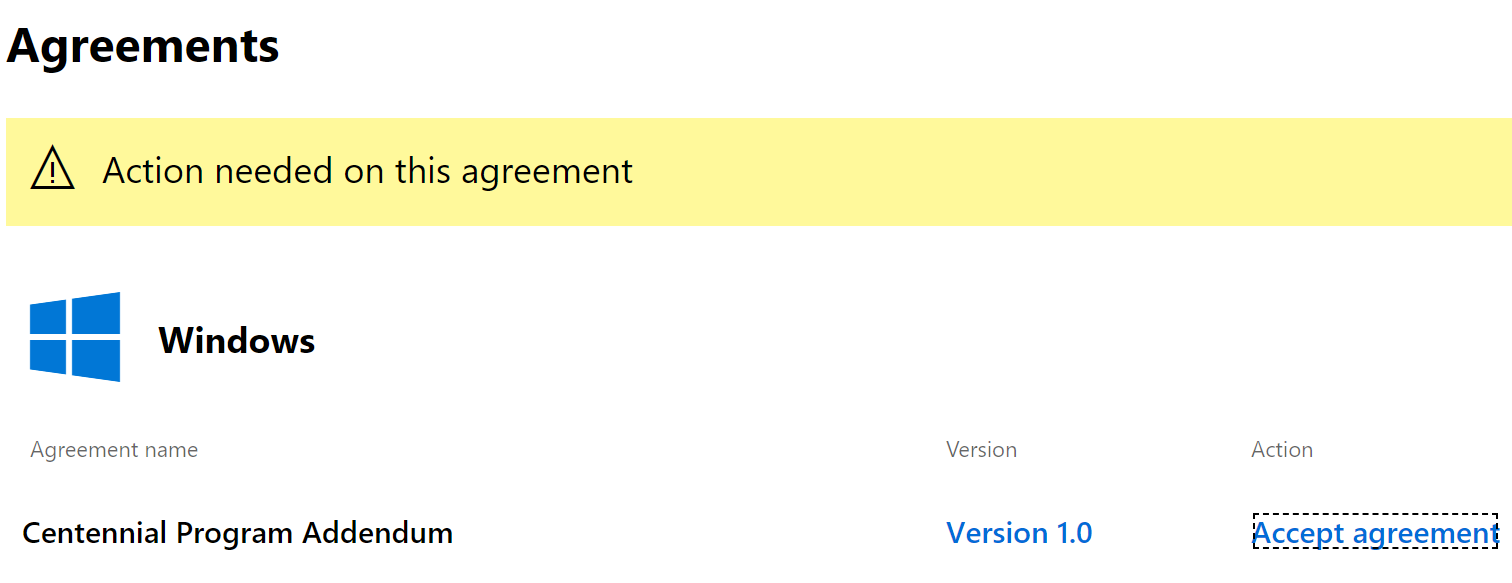 Agreements
Action needed on this agreement
Windows
Agreement name Version Action
Centennial Program Addendum Version 1.0 Accept agreement